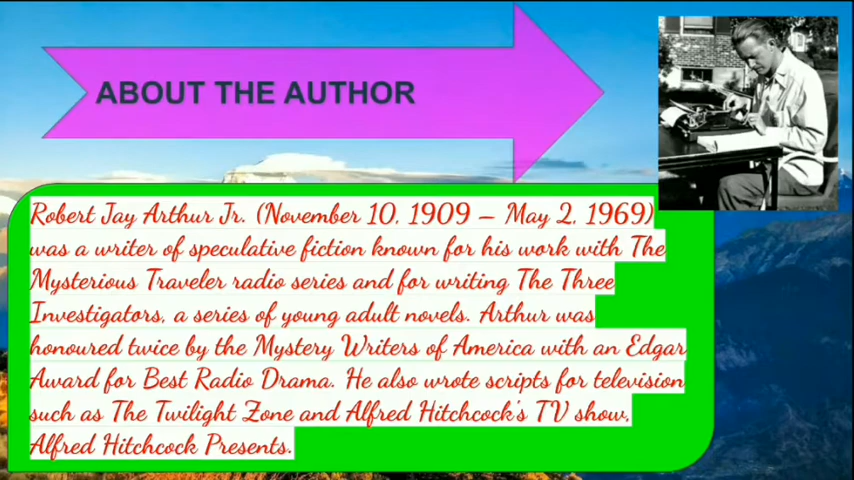 ABOUT THE AUTHOR
Robert Jay Arthur Jr. (November 10, 1909 – May 2, 1969)
was a writer of speculative fiction known for his work with The
Mysterious Traveler radio series and for writing The Three
Investigators, a series of young adult novels. Arthur was
honoured twice by the Mystery Writers of America with an Edgar
Award for Best Radio Drama. He also wrote scripts for television
such as The Twilight Zone and Alfred Hitchcock's TV show,
Alfred Hitchcock Presents.